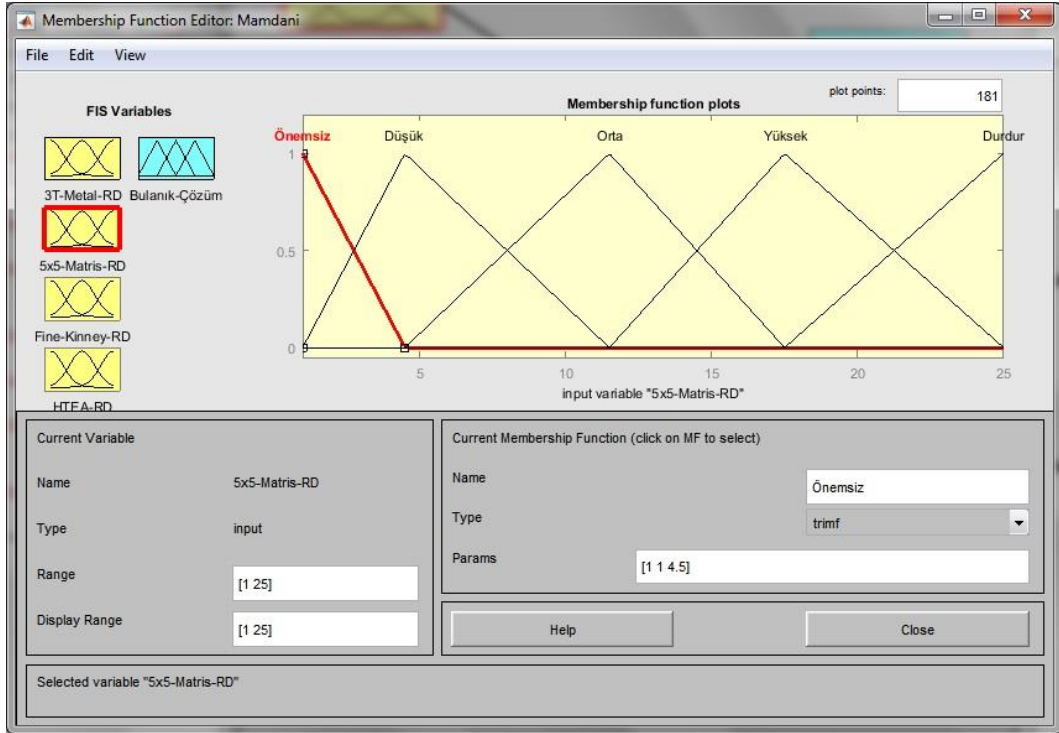 Membership Function Editor: Mamdani
File Edit View
FIS Variables
3T-Metal-RD Bulanık-Çözüm
5x5-Matris-RD
Fine-Kinney-RD
HTEA-RD
plot points: 181
Membership function plots
Önemsiz Düşük Orta Yüksek Durdur
1
0.5
0
5 10 15 20 25
input variable "5x5-Matris-RD"
Current Variable
Name 5x5-Matris-RD
Type input
Range [1 25]
Display Range [1 25]
Current Membership Function (click on MF to select)
Name Önemsiz
Type trimf
Params [1 1 4.5]
Help Close
Selected variable "5x5-Matris-RD"